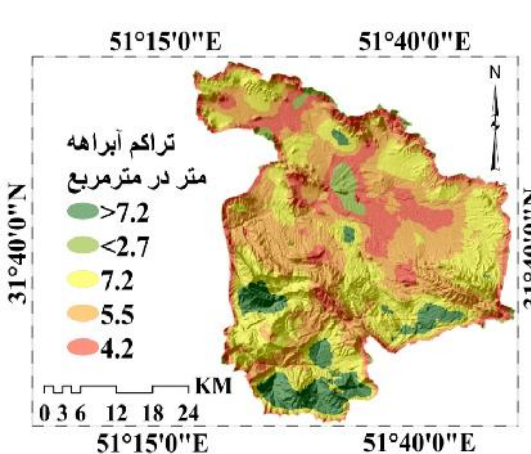 51°15'0"E 51°40'0"E
N
تراکم آبراهه
متر در مترمربع
>7.2
<2.7
7.2
5.5
4.2
31°40'0"N
31°40'0"N
KM
0 3 6 12 18 24
51°15'0"E 51°40'0"E